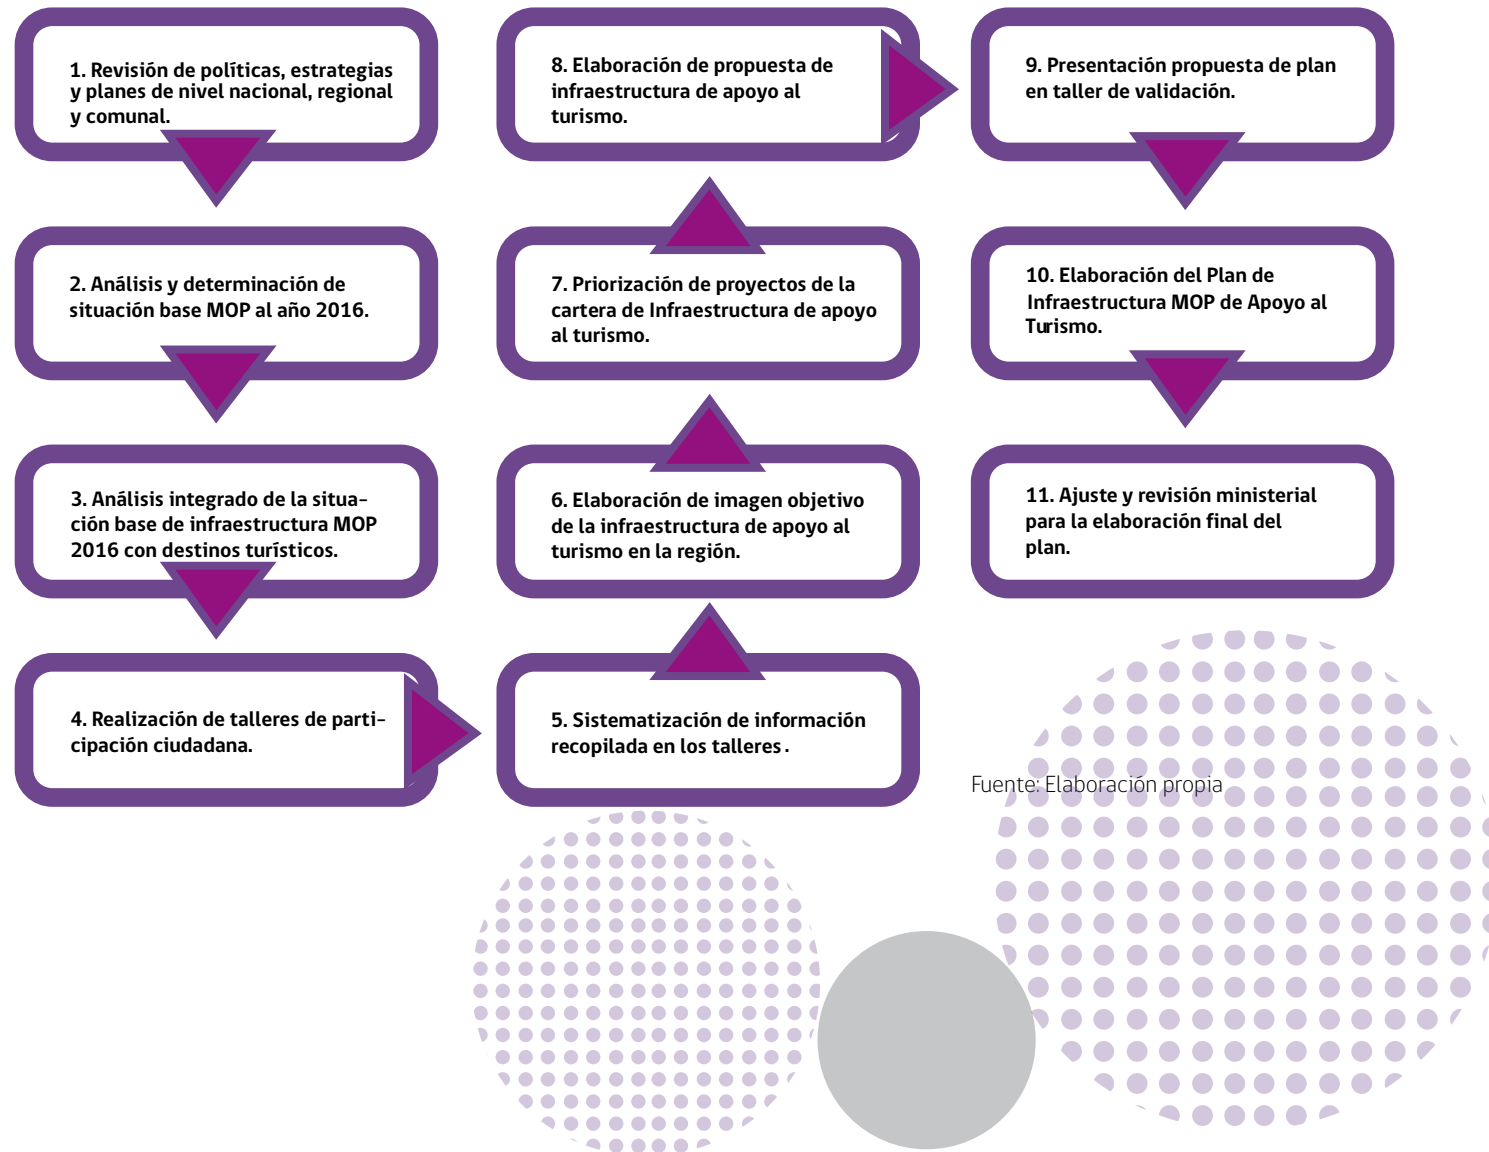 1. Revisión de políticas, estrategias
y planes de nivel nacional, regional
y comunal.
2. Análisis y determinación de
situación base MOP al año 2016.
3. Análisis integrado de la situa-
ción base de infraestructura MOP
2016 con destinos turísticos.
4. Realización de talleres de parti-
cipación ciudadana.
5. Sistematización de información
recopilada en los talleres.
6. Elaboración de imagen objetivo
de la infraestructura de apoyo al
turismo en la región.
7. Priorización de proyectos de la
cartera de Infraestructura de apoyo
al turismo.
8. Elaboración de propuesta de
infraestructura de apoyo al
turismo.
9. Presentación propuesta de plan
en taller de validación.
10. Elaboración del Plan de
Infraestructura MOP de Apoyo al
Turismo.
11. Ajuste y revisión ministerial
para la elaboración final del
plan.
Fuente: Elaboración propia